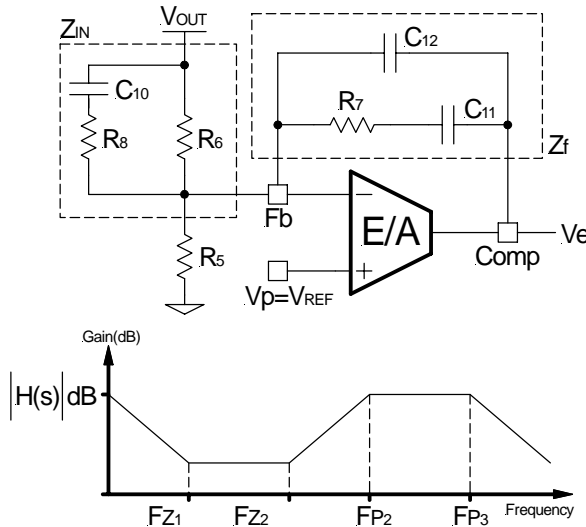 VOUT
ZIN
C10
R8
R6
R5
C12
R7
C11
Zf
Fb
−
E/A
+
Vp=VREF
Comp
Ve
Gain(dB)
|H(s)|dB
FZ1
FZ2
FP2
FP3
Frequency